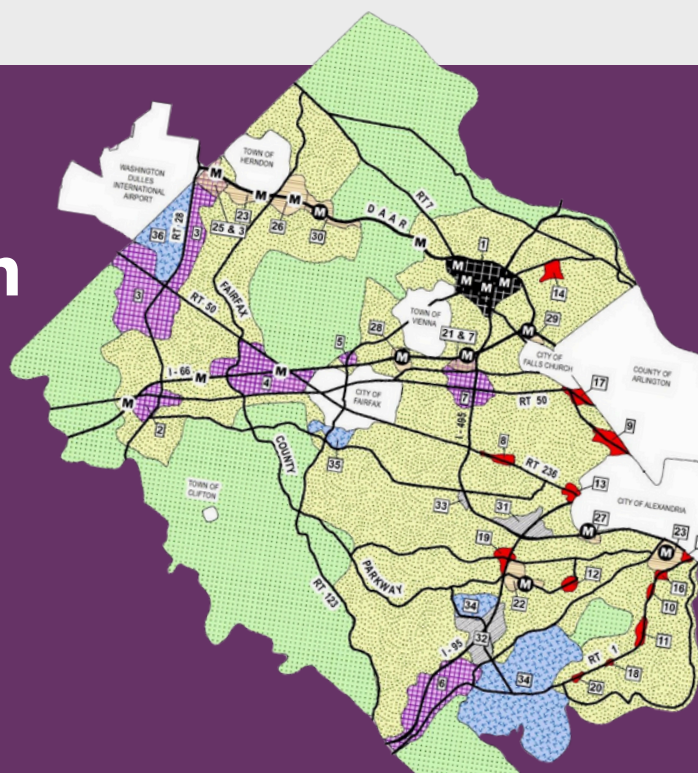 n
WASHINGTON
DULLES
INTERNATIONAL
AIRPORT
TOWN OF
HERNDON
M
M
M
M
M
23
25 & 3
26
30
DAAR
RT 7
36
RT 28
3
3
RT 50
FAIRFAX
1
M
M
M
M
14
29
M
TOWN OF
VIENNA
28
21 & 7
5
M
M
CITY OF
FALLS CHURCH
COUNTY OF
ARLINGTON
I - 66
M
4
M
CITY OF
FAIRFAX
7
RT 50
17
M
2
I - 495
9
35
COUNTY
8
RT 236
13
TOWN OF
CLIFTON
33
31
CITY OF ALEXANDRIA
27
M
23
M
19
PARKWAY
12
M
22
16
10
RT. 123
34
32
11
I - 95
RT 1
6
34
18
20